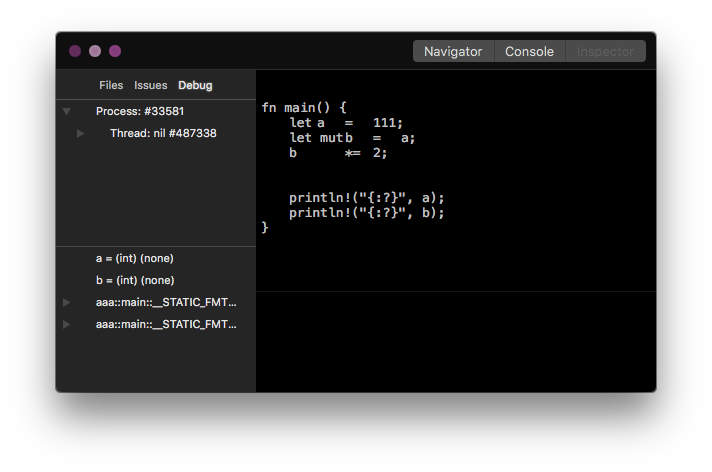 Navigator Console Inspector
Files Issues Debug
Process: #33581
Thread: nil #487338
a = (int) (none)
b = (int) (none)
aaa::main::__STATIC_FMT...
aaa::main::__STATIC_FMT...
fn main() {
let a = 111;
let mut b = a;
b *= 2;
println!("{:?}", a);
println!("{:?}", b);
}